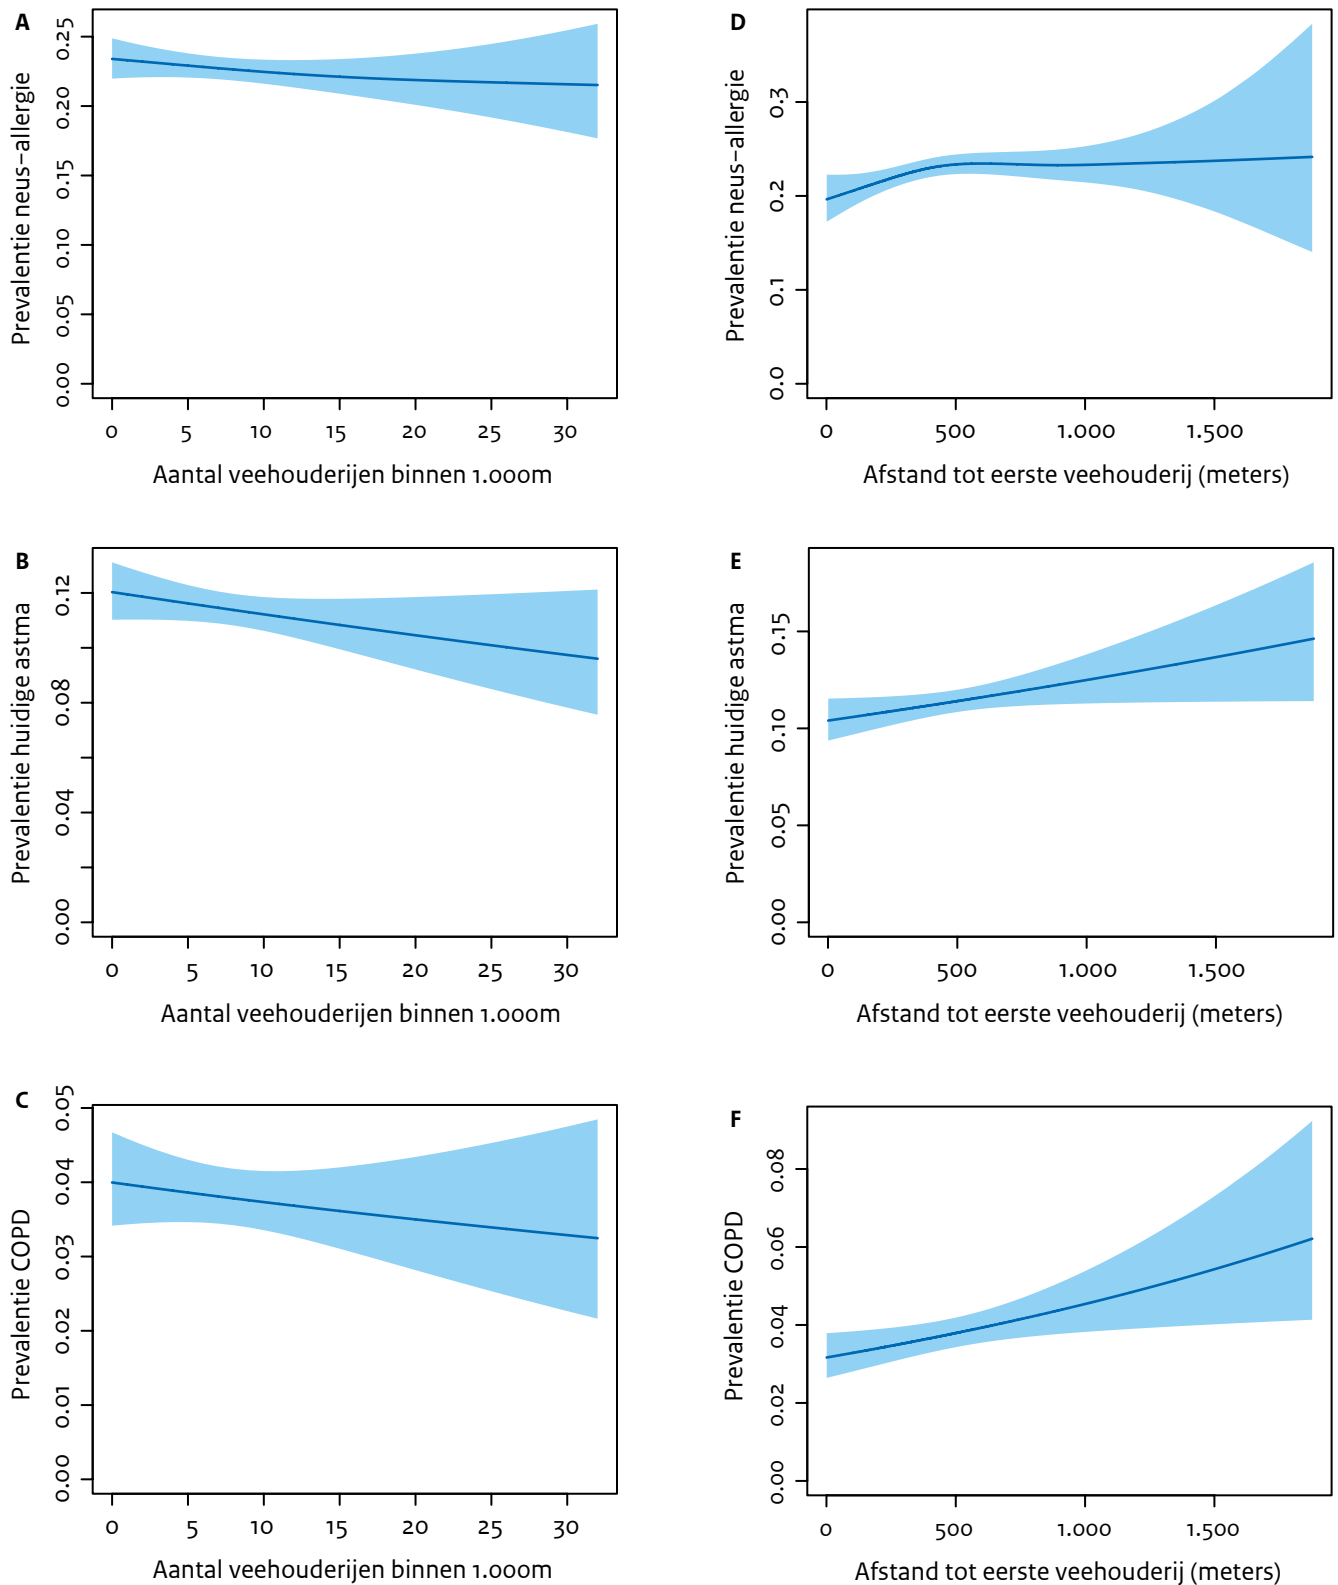 A
Prevalentie neus–allergie
0.25
0.20
0.15
0.10
0.05
0.00
0 5 10 15 20 25 30
Aantal veehouderijen binnen 1.000m
D
Prevalentie neus–allergie
0.3
0.2
0.1
0.0
0 500 1.000 1.500
Afstand tot eerste veehouderij (meters)
B
Prevalentie huidige astma
0.12
0.08
0.04
0.00
0 5 10 15 20 25 30
Aantal veehouderijen binnen 1.000m
E
Prevalentie huidige astma
0.15
0.10
0.05
0.00
0 500 1.000 1.500
Afstand tot eerste veehouderij (meters)
C
Prevalentie COPD
0.05
0.04
0.03
0.02
0.01
0.00
0 5 10 15 20 25 30
Aantal veehouderijen binnen 1.000m
F
Prevalentie COPD
0.08
0.06
0.04
0.02
0.00
0 500 1.000 1.500
Afstand tot eerste veehouderij (meters)